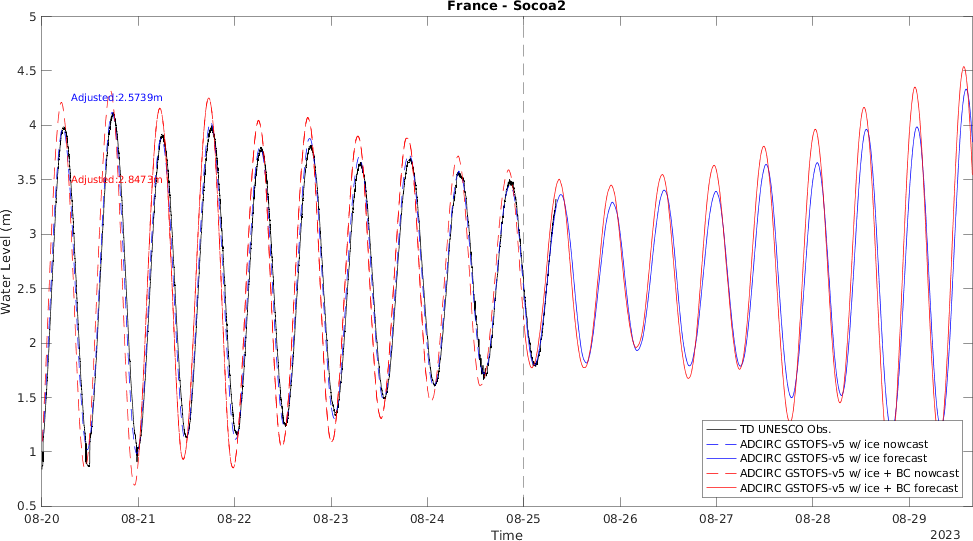 France - Socoa2
5
4.5
4
3.5
3
2.5
2
1.5
1
0.5
Water Level (m)
Adjusted:2.5739m
Adjusted:2.8473m
TD UNESCO Obs.
ADCIRC GSTOFS-v5 w/ ice nowcast
ADCIRC GSTOFS-v5 w/ ice forecast
ADCIRC GSTOFS-v5 w/ ice + BC nowcast
ADCIRC GSTOFS-v5 w/ ice + BC forecast
08-20 08-21 08-22 08-23 08-24 08-25 08-26 08-27 08-28 08-29
Time
2023